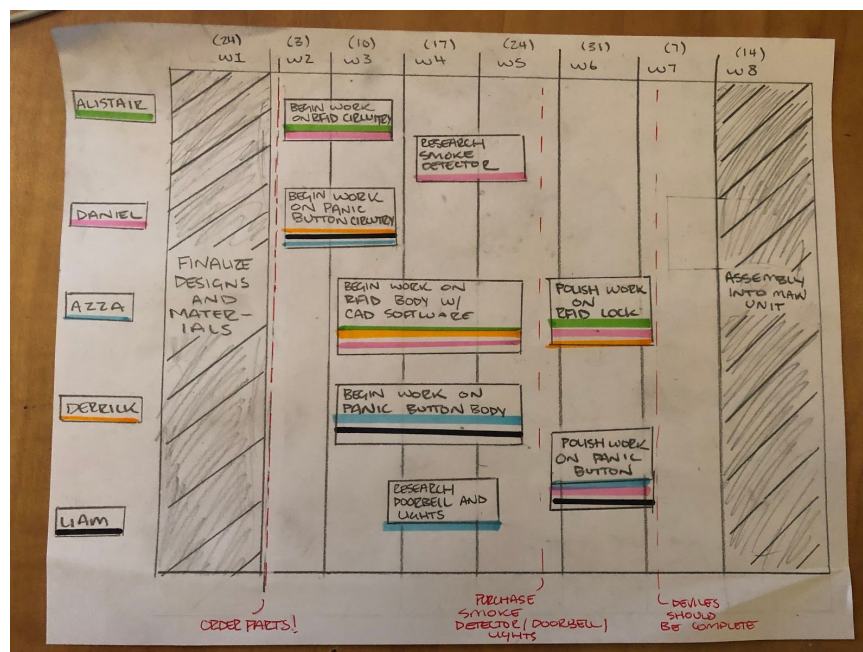 (24) (3) (10) (17) (24) (31) (7) (14)
W1 W2 W3 W4 W5 W6 W7 W8
ALISTAIR
DANIEL
AZZA
DERRICK
LIAM
FINALIZE
DESIGNS
AND
MATER-
IALS
BEGIN WORK
ON RFID CIRCUITRY
RESEARCH
SMOKE
DETECTOR
BEGIN WORK
ON PANIC
BUTTON CIRCUITRY
BEGIN WORK ON
RFID BODY W/
CAD SOFTWARE
POLISH WORK
ON
RFID LOCK
BEGIN WORK ON
PANIC BUTTON BODY
POLISH WORK
ON PANIC
BUTTON
RESEARCH
DOORBELL AND
LIGHTS
ASSEMBLY
INTO MAIN
UNIT
ORDER PARTS!
PURCHASE
SMOKE
DETECTOR/DOORBELL/
LIGHTS
DEVICES
SHOULD
BE COMPLETE